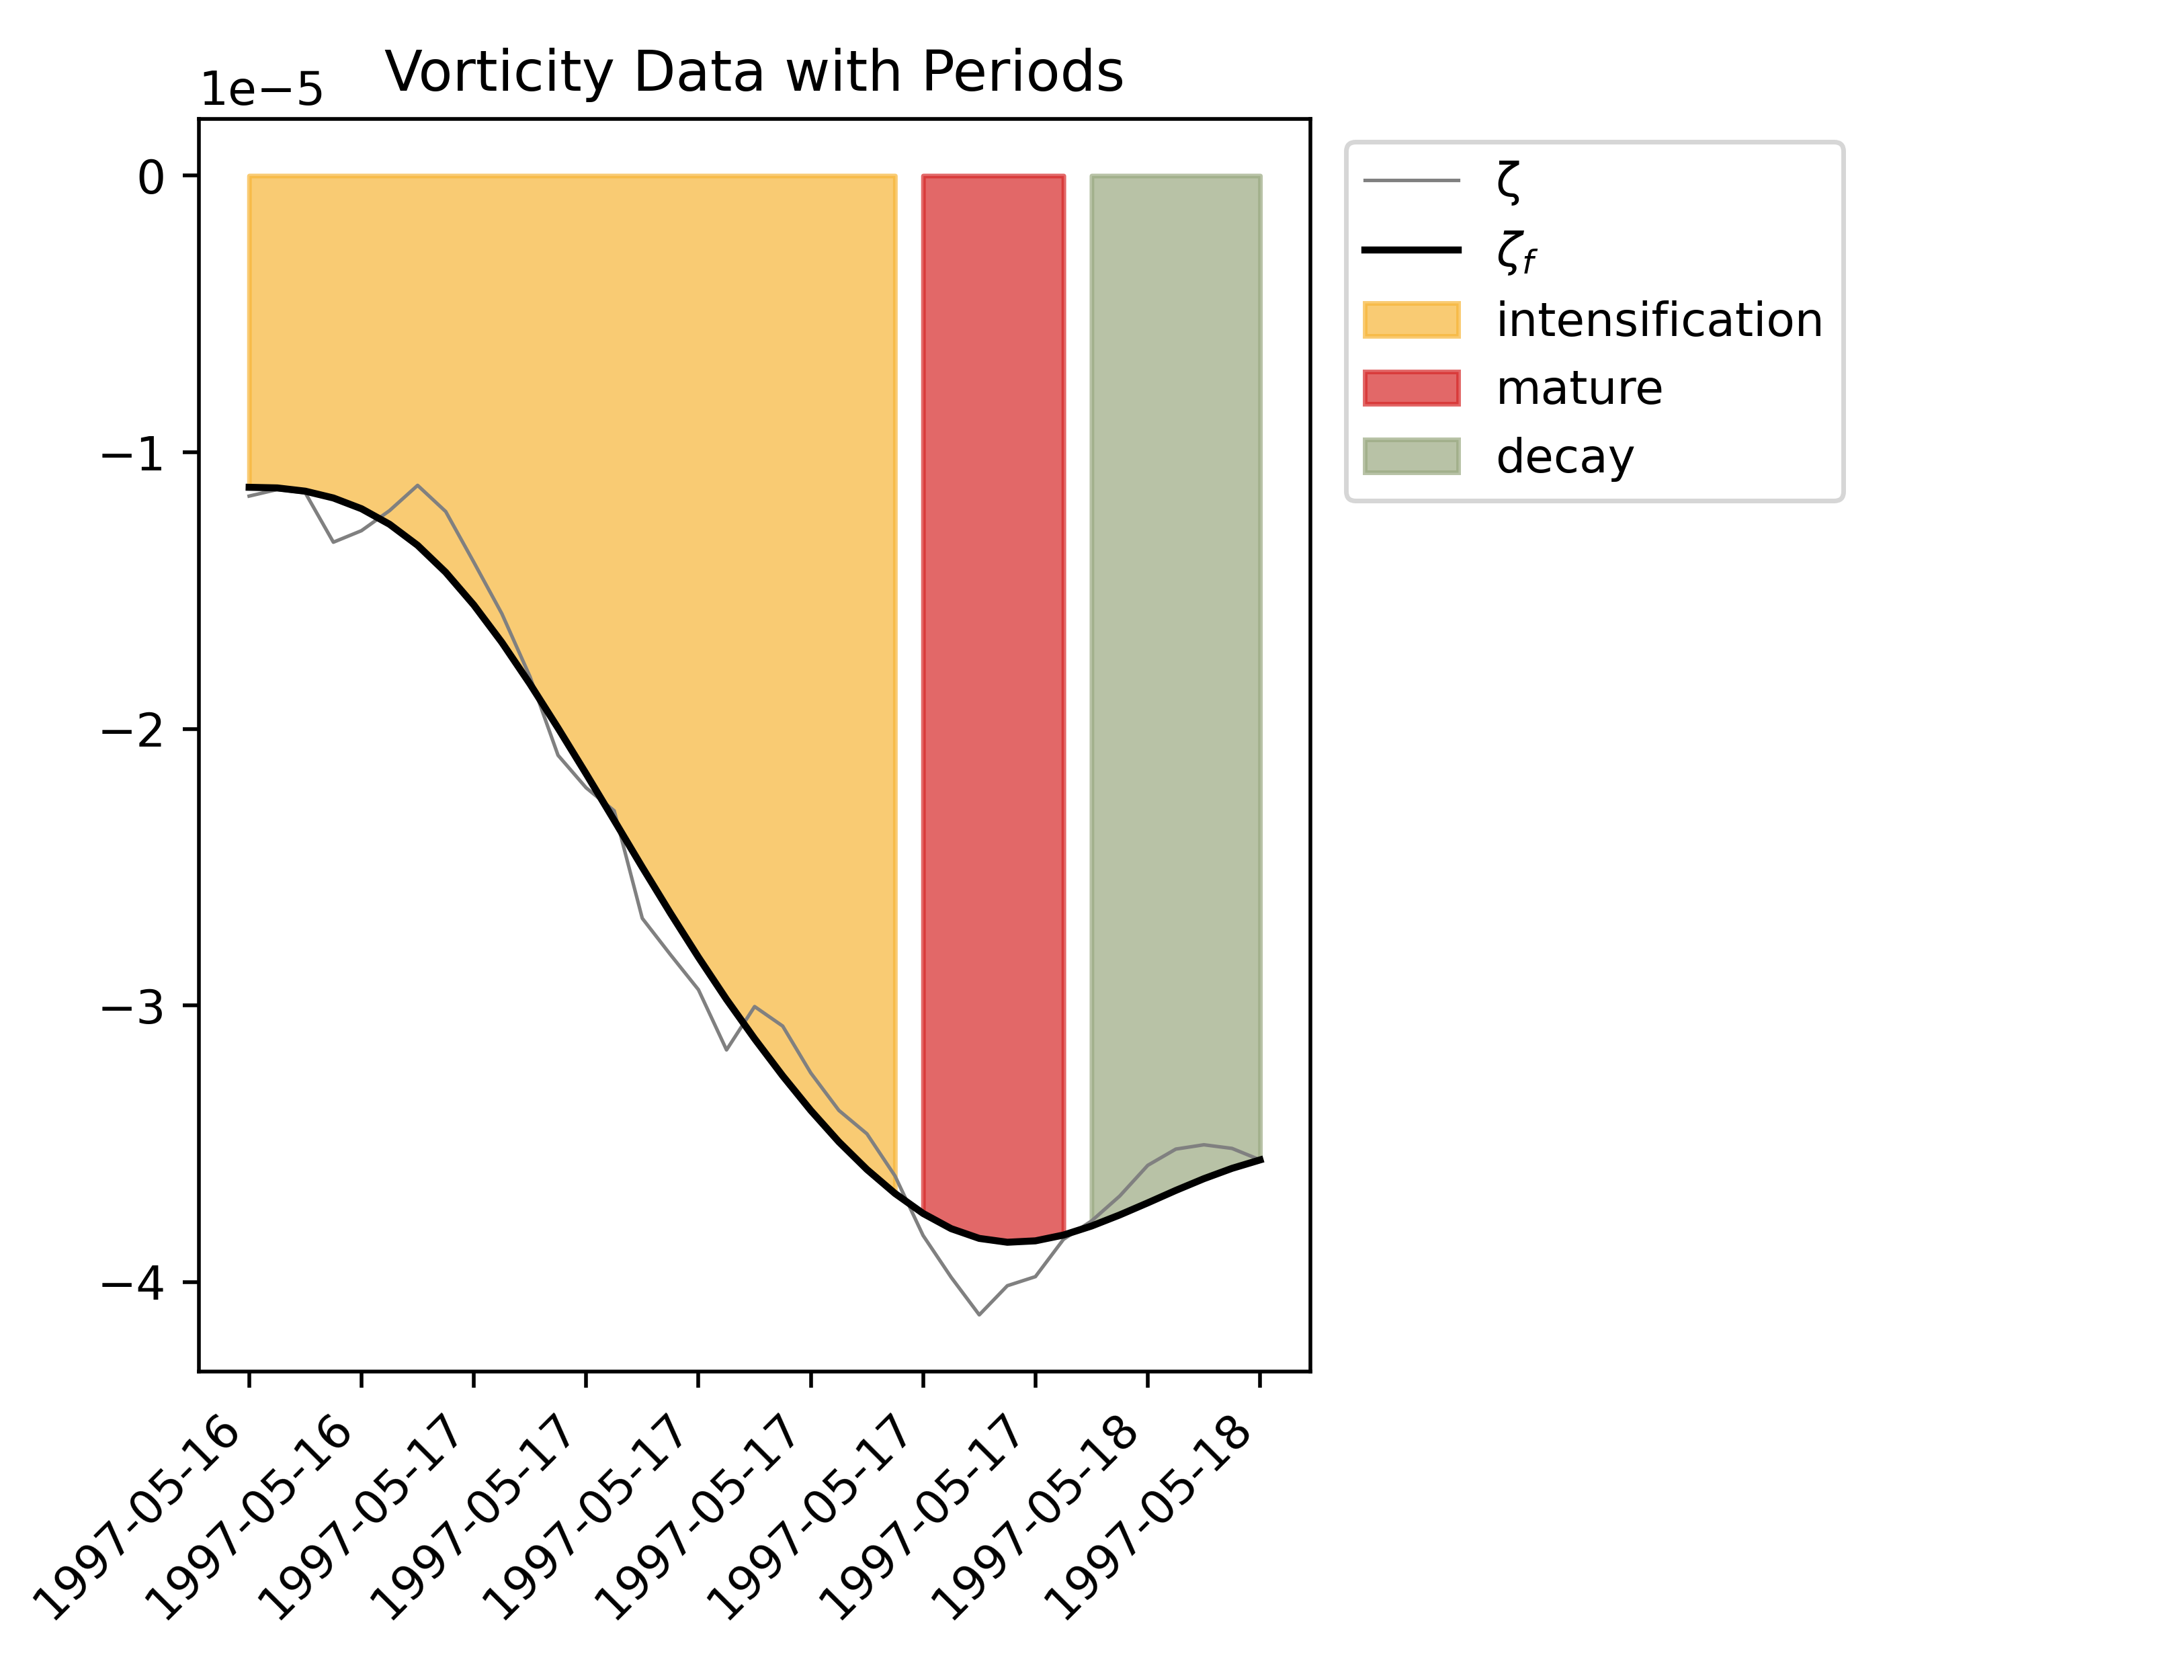 Vorticity Data with Periods
1e−5
0
−1
−2
−3
−4
1997-05-16
1997-05-16
1997-05-17
1997-05-17
1997-05-17
1997-05-17
1997-05-17
1997-05-17
1997-05-18
1997-05-18
ζ
ζf
intensification
mature
decay